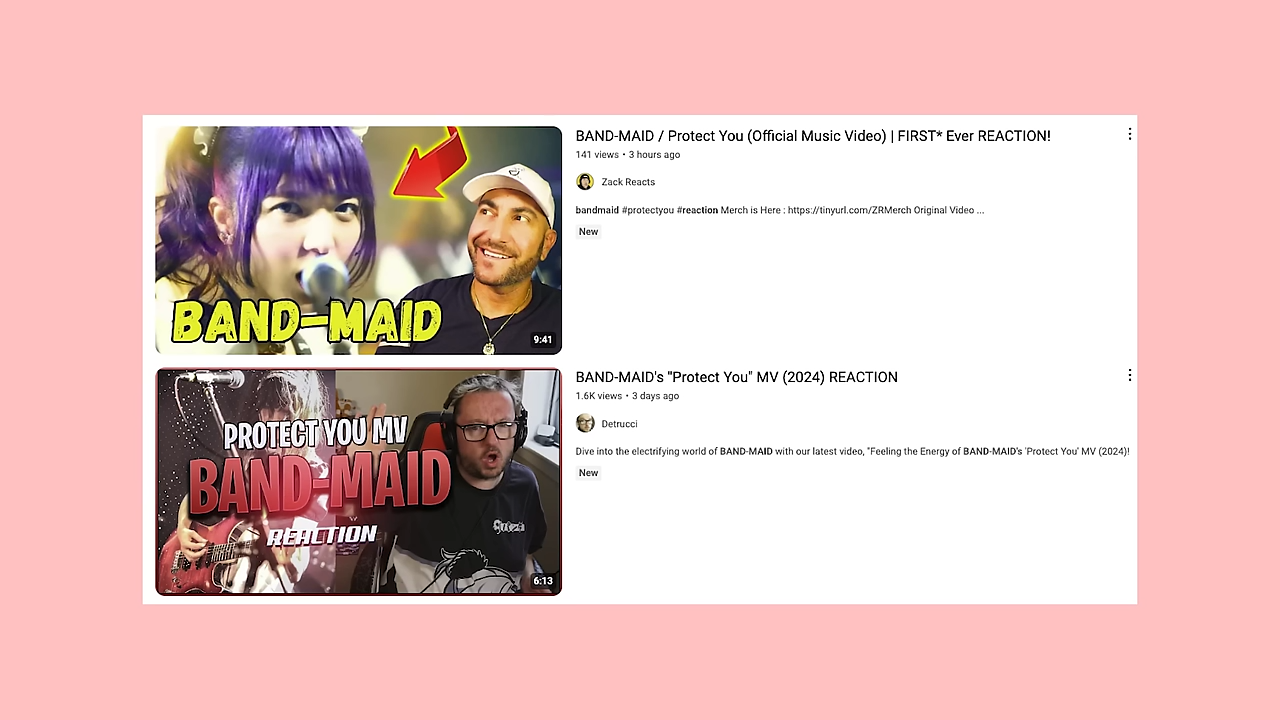 BAND-MAID
9:41
BAND-MAID / Protect You (Official Music Video) | FIRST* Ever REACTION!
141 views • 3 hours ago
Zack Reacts
bandmaid #protectyou #reaction Merch is Here : https://tinyurl.com/ZRMerch Original Video ...
New
PROTECT YOU MV
BAND-MAID
REACTION
6:13
BAND-MAID's "Protect You" MV (2024) REACTION
1.6K views • 3 days ago
Detrucci
Dive into the electrifying world of BAND-MAID with our latest video, "Feeling the Energy of BAND-MAID's 'Protect You' MV (2024)!
New